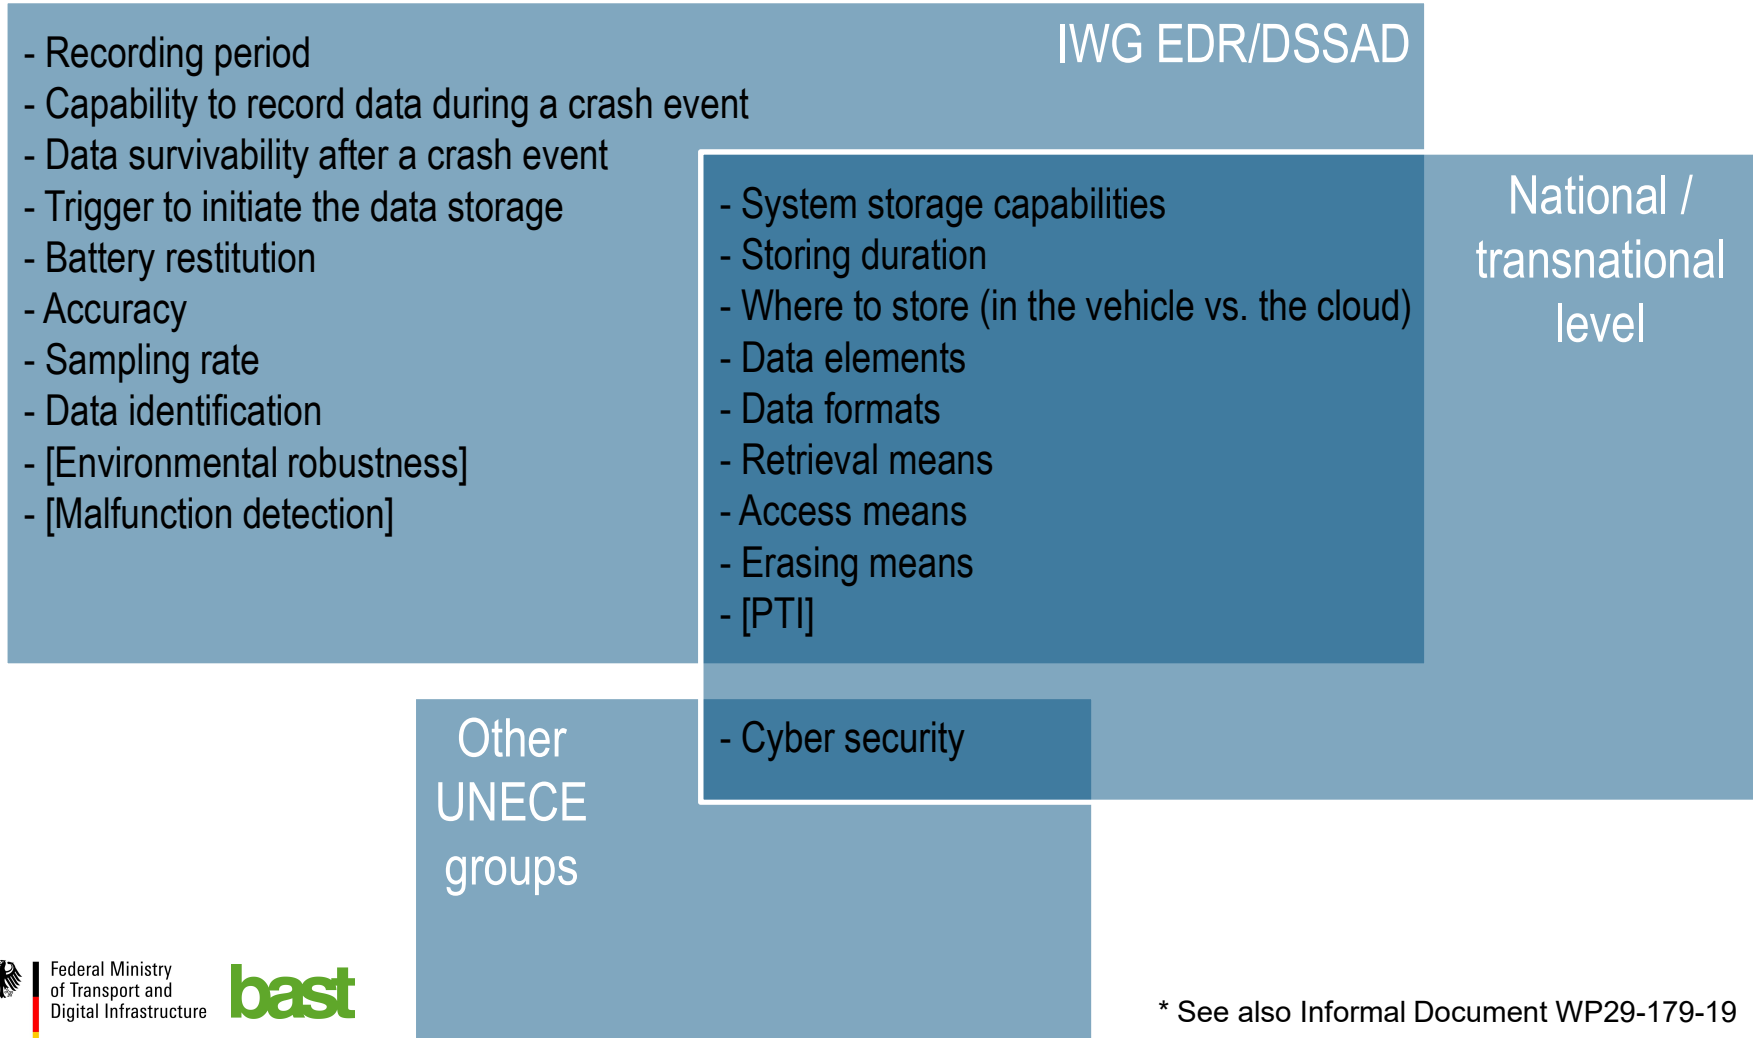 IWG EDR/DSSAD
- Recording period
- Capability to record data during a crash event
- Data survivability after a crash event
- Trigger to initiate the data storage
- Battery restitution
- Accuracy
- Sampling rate
- Data identification
- [Environmental robustness]
- [Malfunction detection]
- System storage capabilities
- Storing duration
- Where to store (in the vehicle vs. the cloud)
- Data elements
- Data formats
- Retrieval means
- Access means
- Erasing means
- [PTI]
National /
transnational
level
Other
UNECE
groups
- Cyber security
Federal Ministry
of Transport and
Digital Infrastructure
bast
* See also Informal Document WP29-179-19